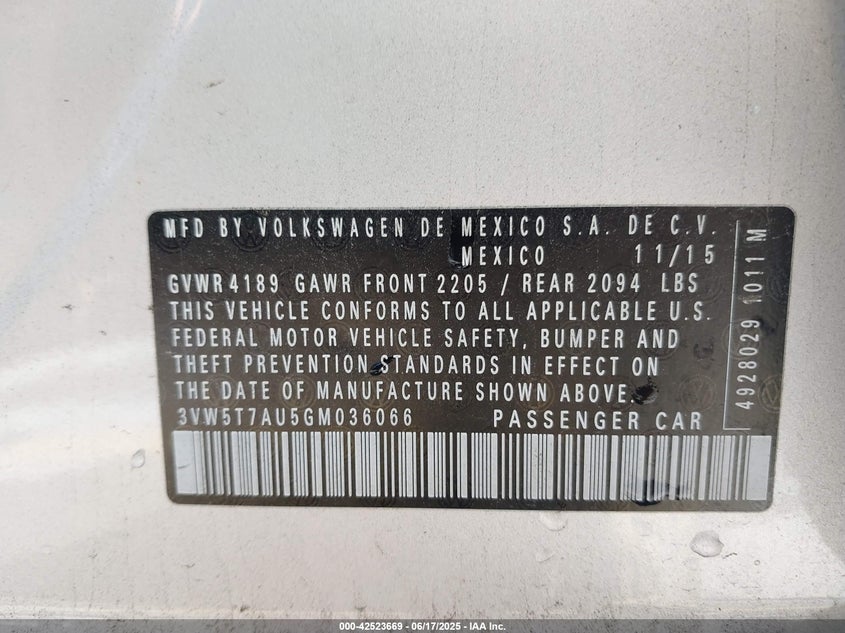 MFD BY VOLKSWAGEN DE MEXICO S.A. DE C.V.
MEXICO 11/15
GVWR 4189 GAWR FRONT 2205 / REAR 2094 LBS
THIS VEHICLE CONFORMS TO ALL APPLICABLE U.S.
FEDERAL MOTOR VEHICLE SAFETY, BUMPER AND
THEFT PREVENTION STANDARDS IN EFFECT ON
THE DATE OF MANUFACTURE SHOWN ABOVE.
3VW5T7AU5GM036066 PASSENGER CAR
4928029 1011 M
000-42523669 - 06/17/2025 - IAA Inc.